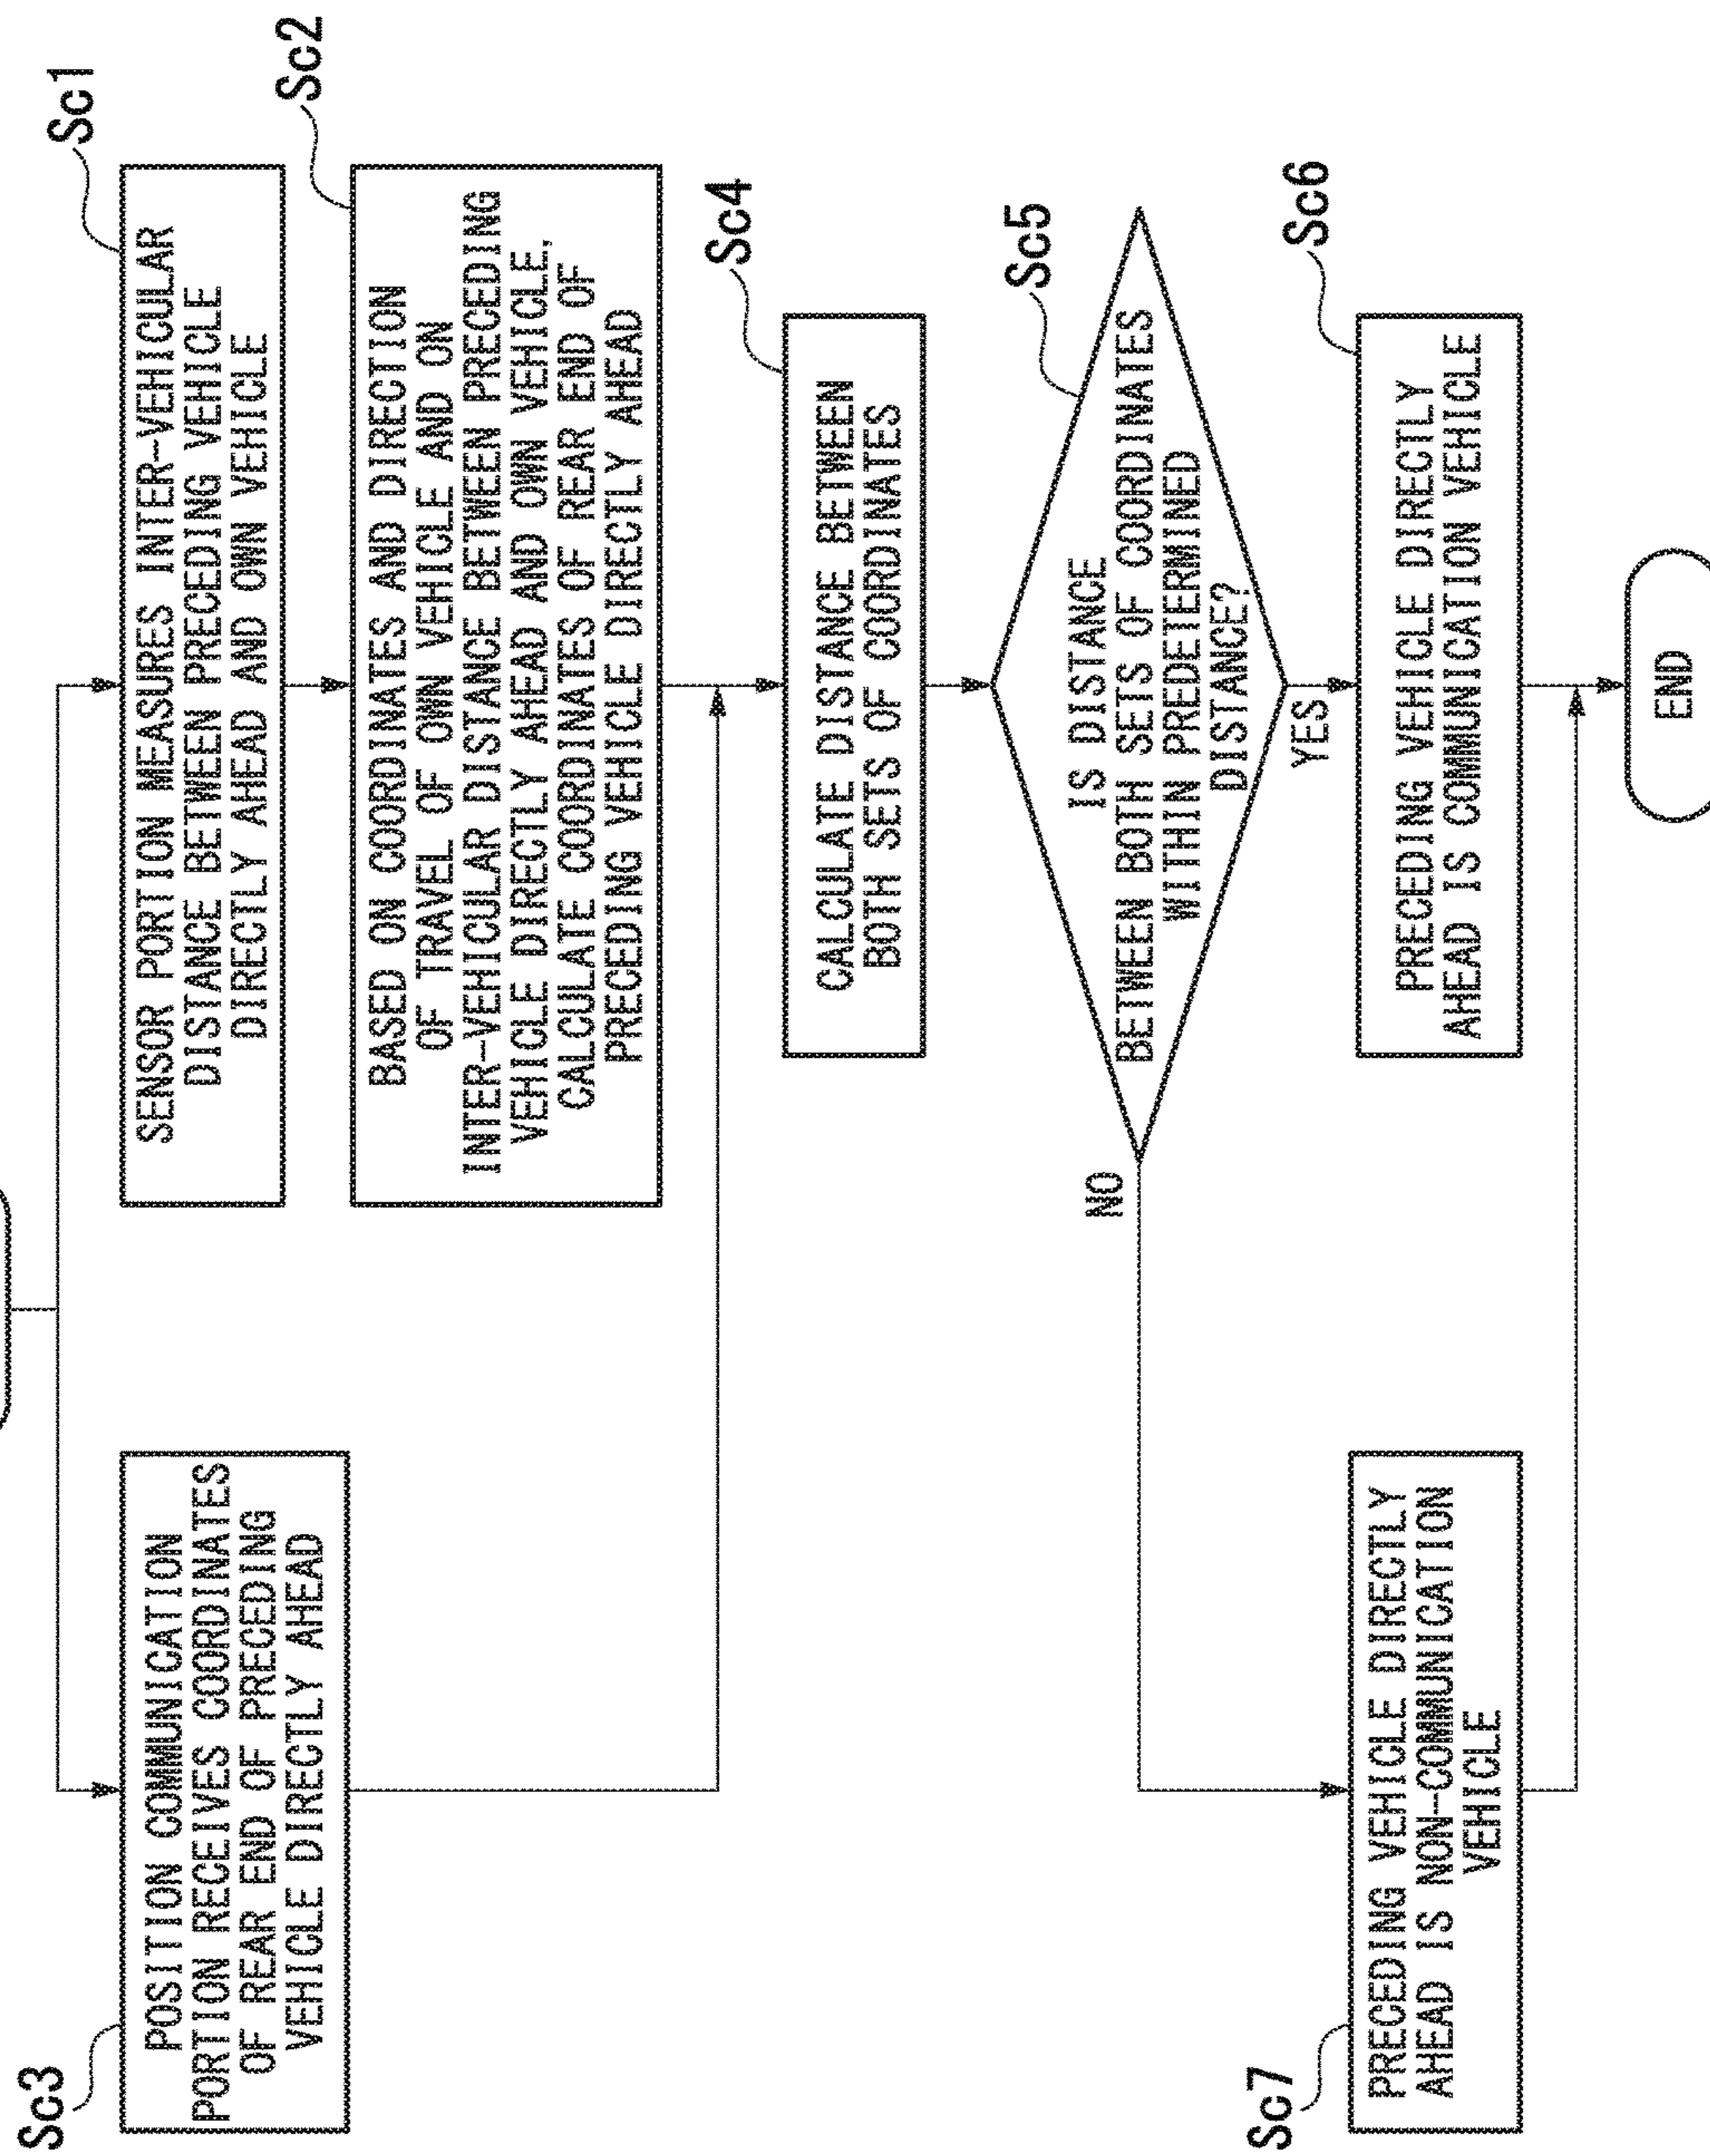 Sc3
POSITION COMMUNICATION
PORTION RECEIVES COORDINATES
OF REAR END OF PRECEDING
VEHICLE DIRECTLY AHEAD
Sc1
SENSOR PORTION MEASURES INTER-VEHICULAR
DISTANCE BETWEEN PRECEDING VEHICLE
DIRECTLY AHEAD AND OWN VEHICLE
Sc2
BASED ON COORDINATES AND DIRECTION
OF TRAVEL OF OWN VEHICLE AND ON
INTER-VEHICULAR DISTANCE BETWEEN PRECEDING
VEHICLE DIRECTLY AHEAD AND OWN VEHICLE,
CALCULATE COORDINATES OF REAR END OF
PRECEDING VEHICLE DIRECTLY AHEAD
Sc4
CALCULATE DISTANCE BETWEEN
BOTH SETS OF COORDINATES
Sc5
IS DISTANCE
BETWEEN BOTH SETS OF COORDINATES
WITHIN PREDETERMINED
DISTANCE?
NO
YES
Sc7
PRECEDING VEHICLE DIRECTLY
AHEAD IS NON-COMMUNICATION
VEHICLE
Sc6
PRECEDING VEHICLE DIRECTLY
AHEAD IS COMMUNICATION VEHICLE
END